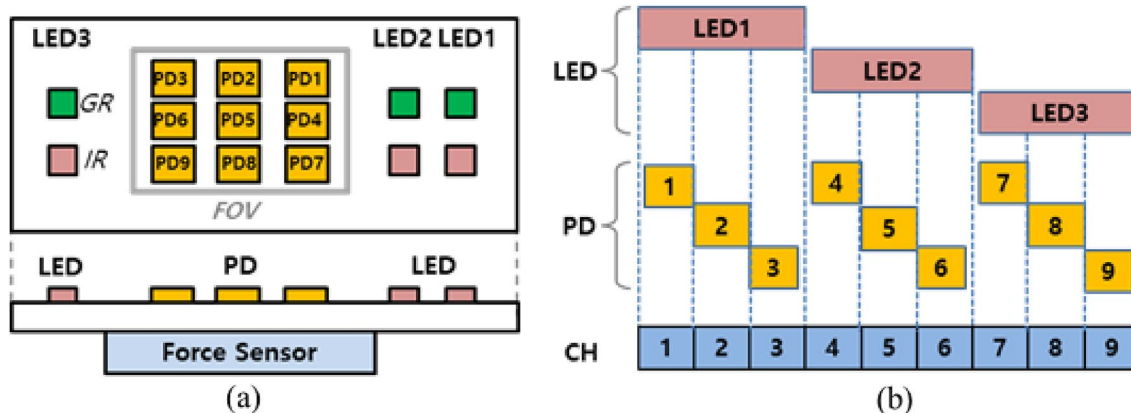 LED3 LED2 LED1
GR
IR
PD3 PD2 PD1
PD6 PD5 PD4
PD9 PD8 PD7
FOV
LED PD LED
Force Sensor
(a)
LED
LED1
LED2
LED3
PD
1 4 7
2 5 8
3 6 9
CH 1 2 3 4 5 6 7 8 9
(b)